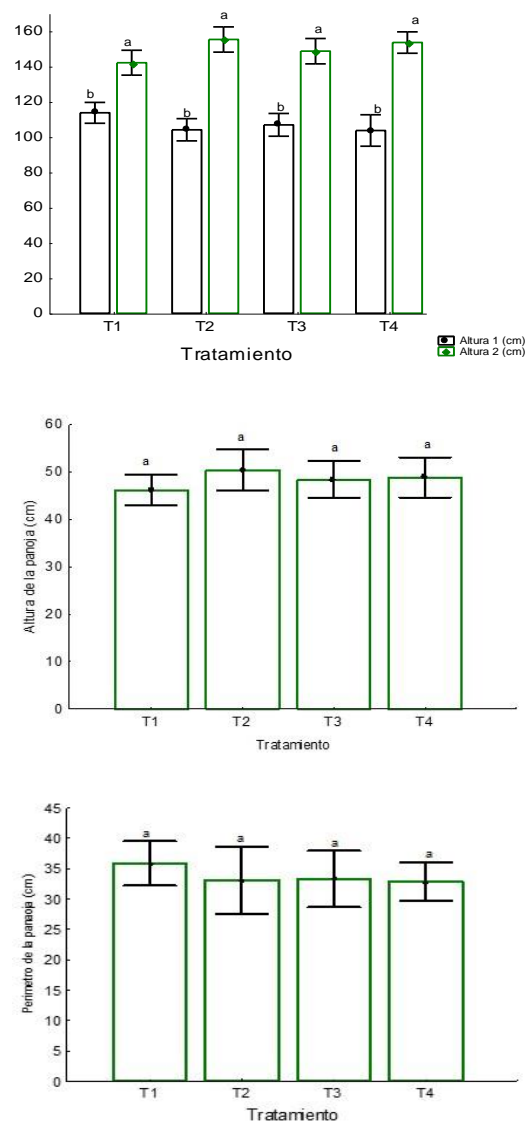 160
140
120
100
80
60
40
20
0
b a b a b a b a
T1 T2 T3 T4
Tratamiento
Altura 1 (cm)
Altura 2 (cm)
Altura de la panoja (cm)
60
50
40
30
20
10
0
a a a a
T1 T2 T3 T4
Tratamiento
Perimetro de la panaoja (cm)
45
40
35
30
25
20
15
10
5
0
a a a a
T1 T2 T3 T4
Tratamiento